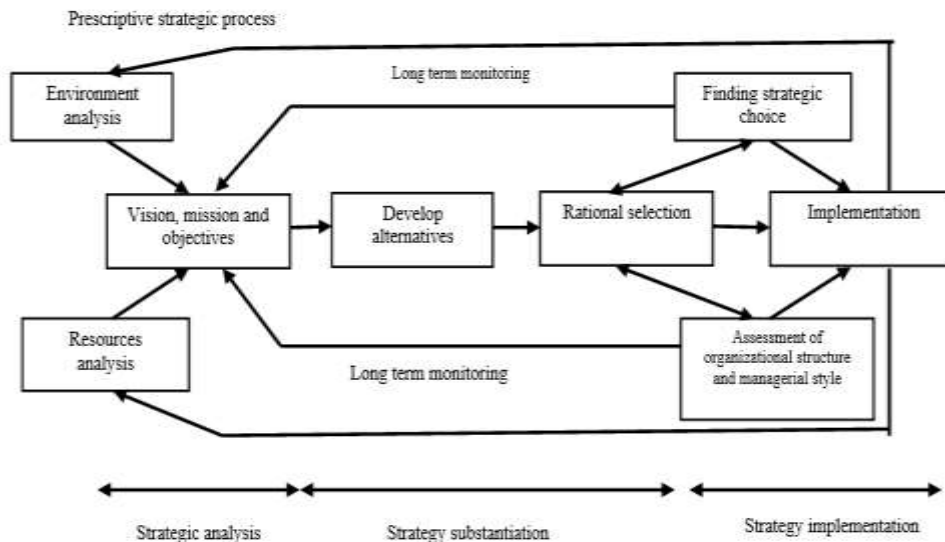 Prescriptive strategic process
Long term monitoring
Environment
analysis
Finding strategic
choice
Vision, mission and
objectives
Develop
alternatives
Rational selection
Implementation
Resources
analysis
Assessment of
organizational structure
and managerial style
Long term monitoring
Strategic analysis
Strategy substantiation
Strategy implementation